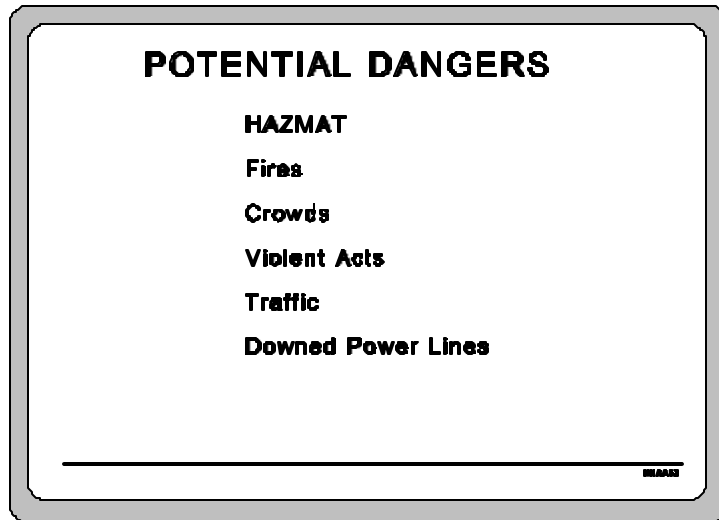 POTENTIAL DANGERS
HAZMAT
Fires
Crowds
Violent Acts
Traffic
Downed Power Lines